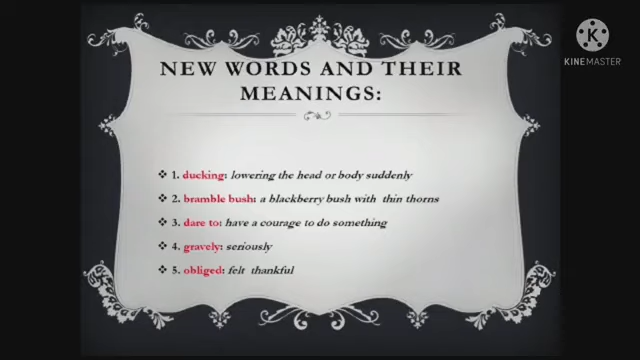 K
KINEMASTER
NEW WORDS AND THEIR
MEANINGS:
❖ 1. ducking: lowering the head or body suddenly
❖ 2. bramble bush: a blackberry bush with thin thorns
❖ 3. dare to: have a courage to do something
❖ 4. gravely: seriously
❖ 5. obliged: felt thankful